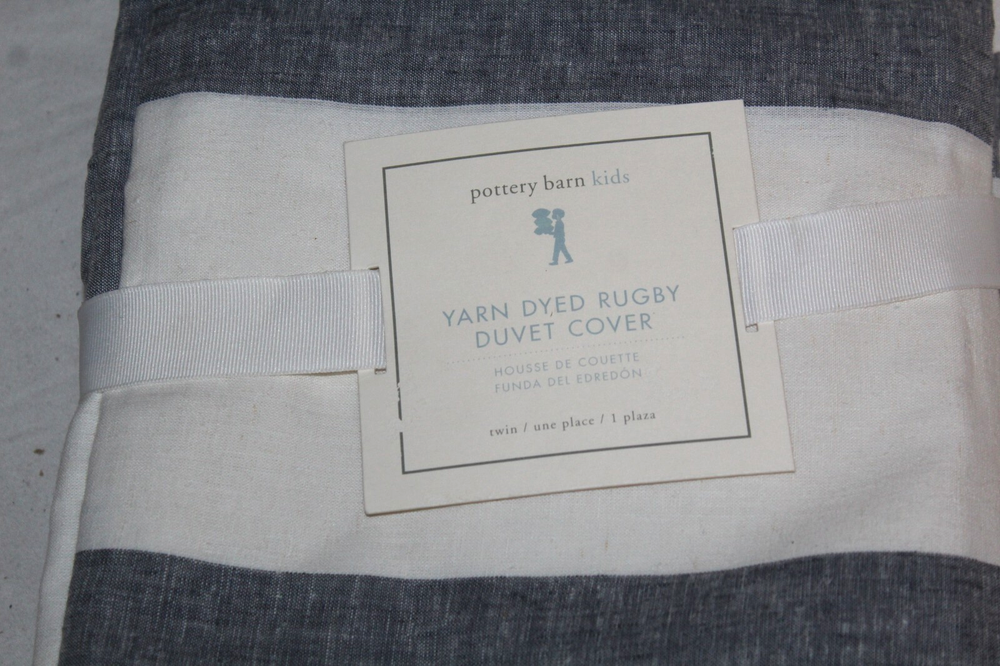 pottery barn kids
YARN DYED RUGBY
DUVET COVER
HOUSSE DE COUETTE
FUNDA DEL EDREDÓN
twin / une place / 1 plaza